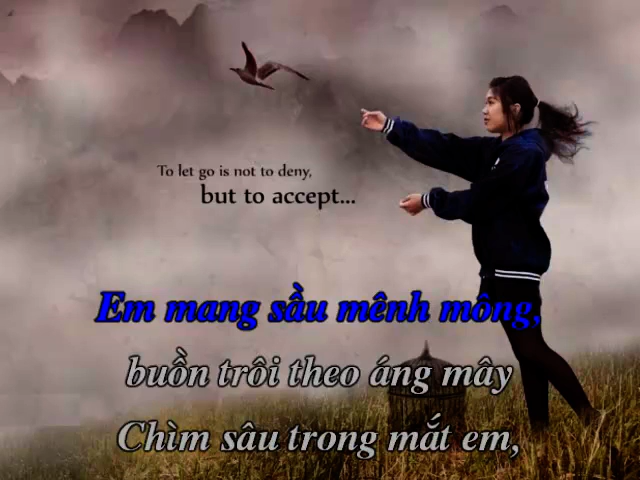 To let go is not to deny,
but to accept...
Em mang sầu mênh mông,
buồn trôi theo áng mây
Chìm sâu trong mắt em,